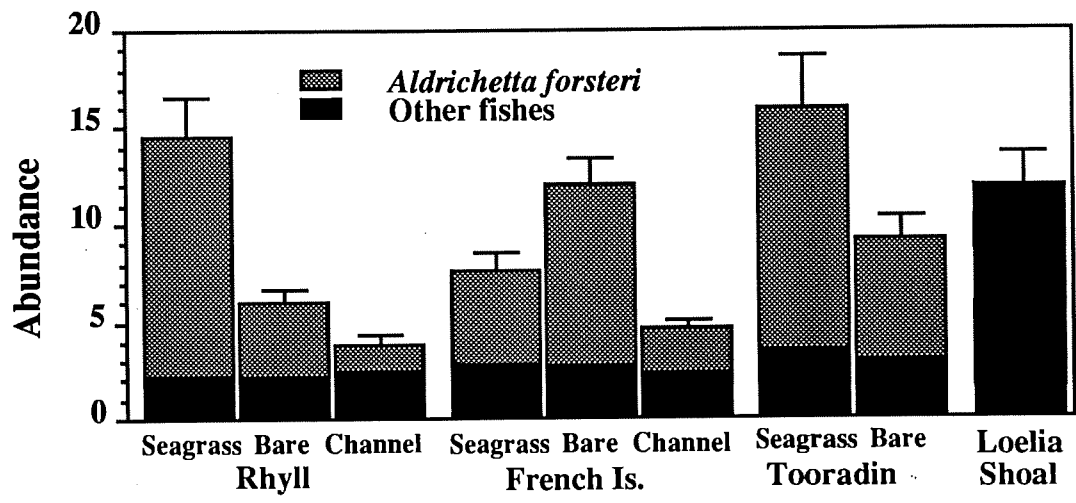 20
15
10
5
0
Abundance
Aldrichetta forsteri
Other fishes
Seagrass Bare Channel
Rhyll
Seagrass Bare Channel
French Is.
Seagrass Bare
Tooradin
Loelia
Shoal